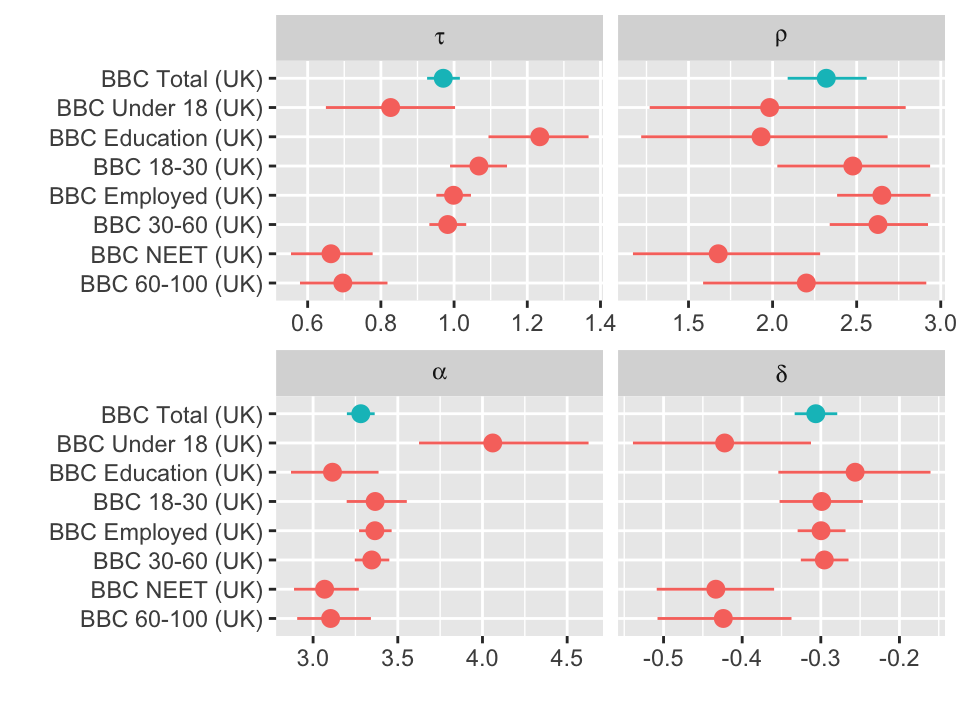 τ ρ
BBC Total (UK)
BBC Under 18 (UK)
BBC Education (UK)
BBC 18-30 (UK)
BBC Employed (UK)
BBC 30-60 (UK)
BBC NEET (UK)
BBC 60-100 (UK)
0.6 0.8 1.0 1.2 1.4 1.5 2.0 2.5 3.0
α δ
BBC Total (UK)
BBC Under 18 (UK)
BBC Education (UK)
BBC 18-30 (UK)
BBC Employed (UK)
BBC 30-60 (UK)
BBC NEET (UK)
BBC 60-100 (UK)
3.0 3.5 4.0 4.5 -0.5 -0.4 -0.3 -0.2